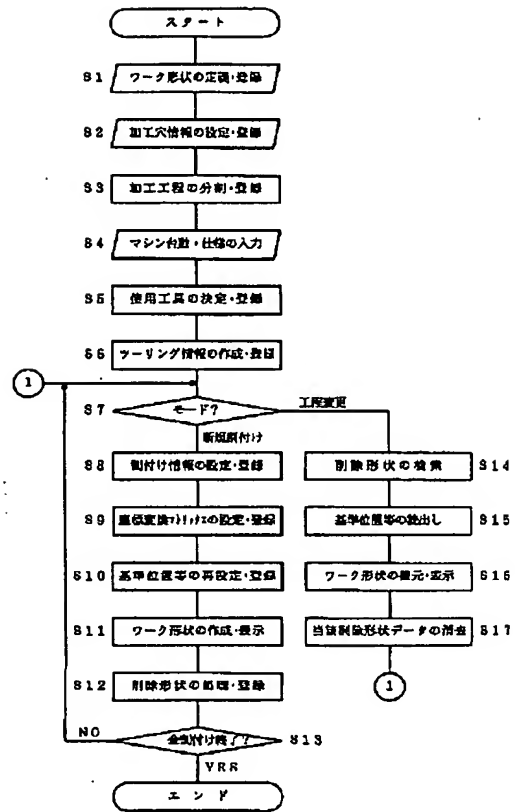 スタート
S1 ワーク形状の定義・登録
S2 加工穴情報の設定・登録
S3 加工工程の分割・登録
S4 マシン台数・仕様の入力
S5 使用工具の決定・登録
S6 ツーリング情報の作成・登録
1
S7 モード?
工程変更
新規割付け
S8 割付け情報の設定・登録
S9 座標変換マトリックスの設定・登録
S10 基準位置等の再設定・登録
S11 ワーク形状の作成・表示
S12 削除形状の処理・登録
NO 全割付け終了? S13
YES
エンド
削除形状の検索 S14
基準位置等の読出し S15
ワーク形状の復元・表示 S16
当該削除形状データの消去 S17
1